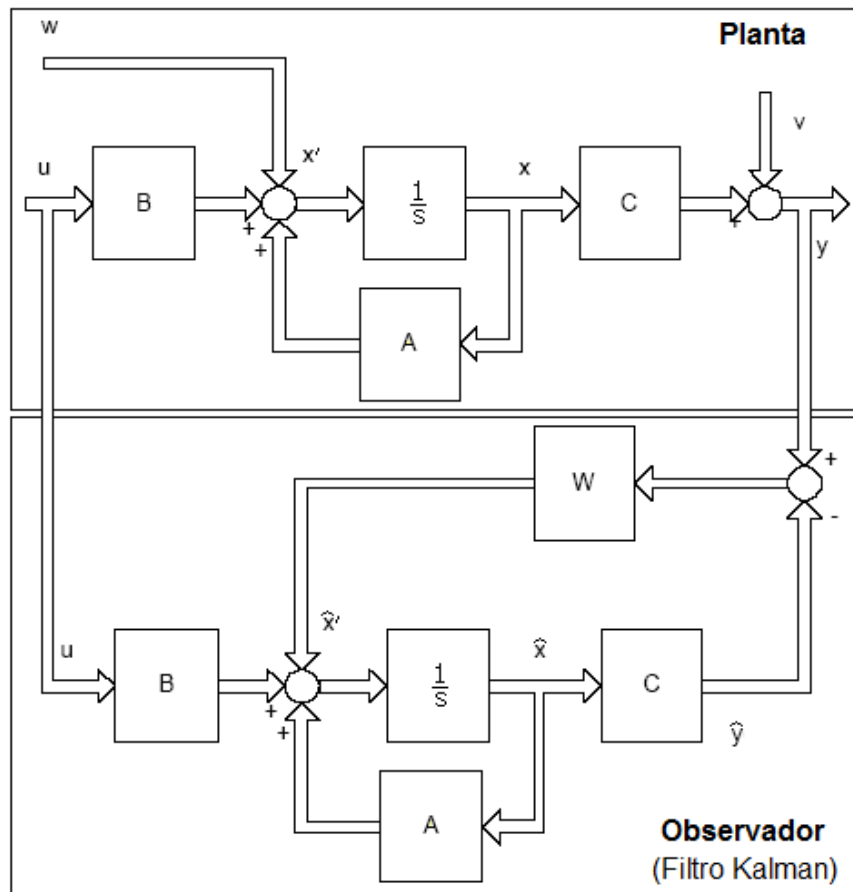 w
Planta
v
u
x'
x
B
1
s
C
+
+
+
y
A
W
+
-
x̂'
x̂
u
B
1
s
C
+
+
ŷ
A
Observador
(Filtro Kalman)